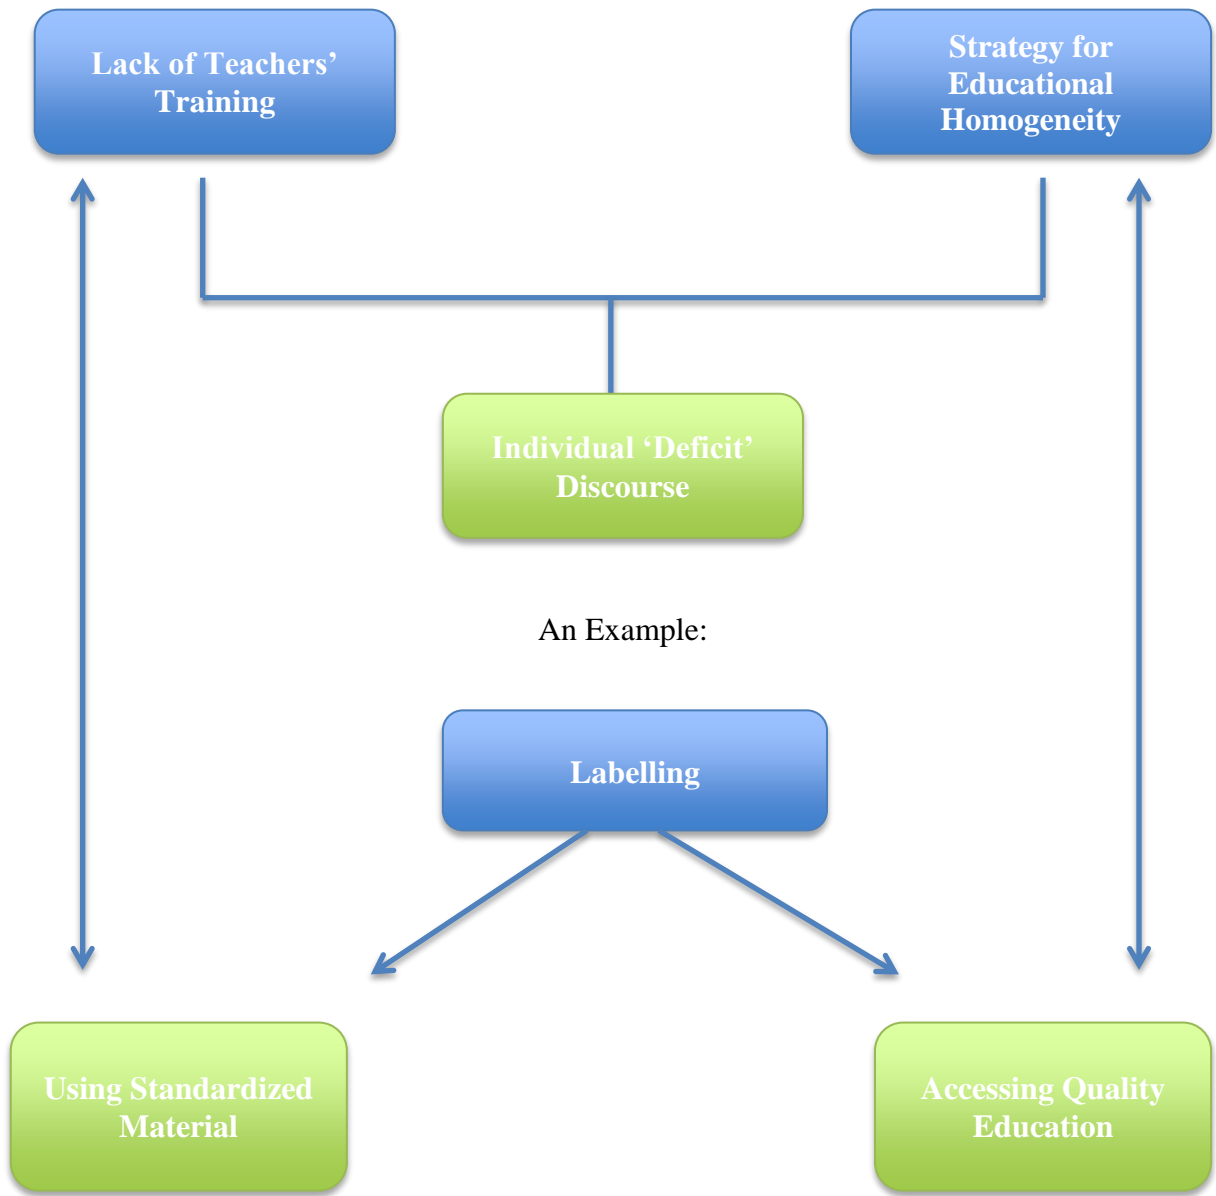 Lack of Teachers’
Training
Strategy for
Educational
Homogeneity
Individual ‘Deficit’
Discourse
An Example:
Labelling
Using Standardized
Material
Accessing Quality
Education